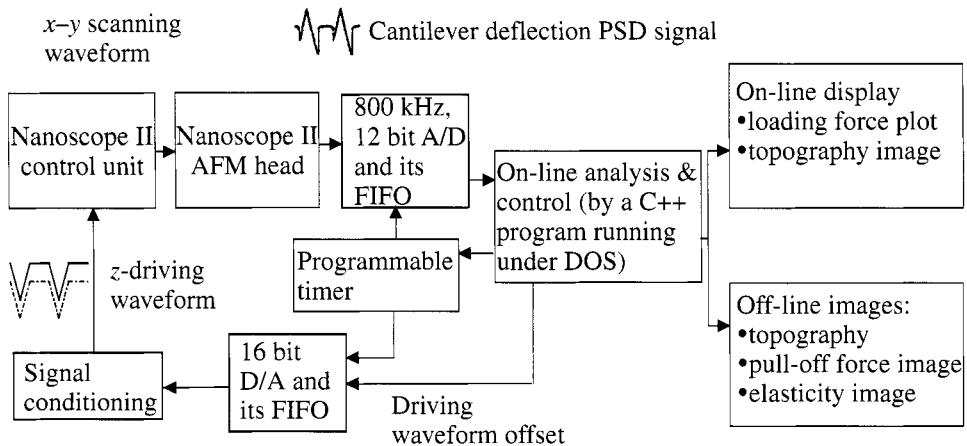 x–y scanning
waveform
Cantilever deflection PSD signal
Nanoscope II
control unit
Nanoscope II
AFM head
800 kHz,
12 bit A/D
and its
FIFO
On-line analysis &
control (by a C++
program running
under DOS)
On-line display
•loading force plot
•topography image
Programmable
timer
z-driving
waveform
Off-line images:
•topography
•pull-off force image
•elasticity image
Signal
conditioning
16 bit
D/A and
its FIFO
Driving
waveform offset